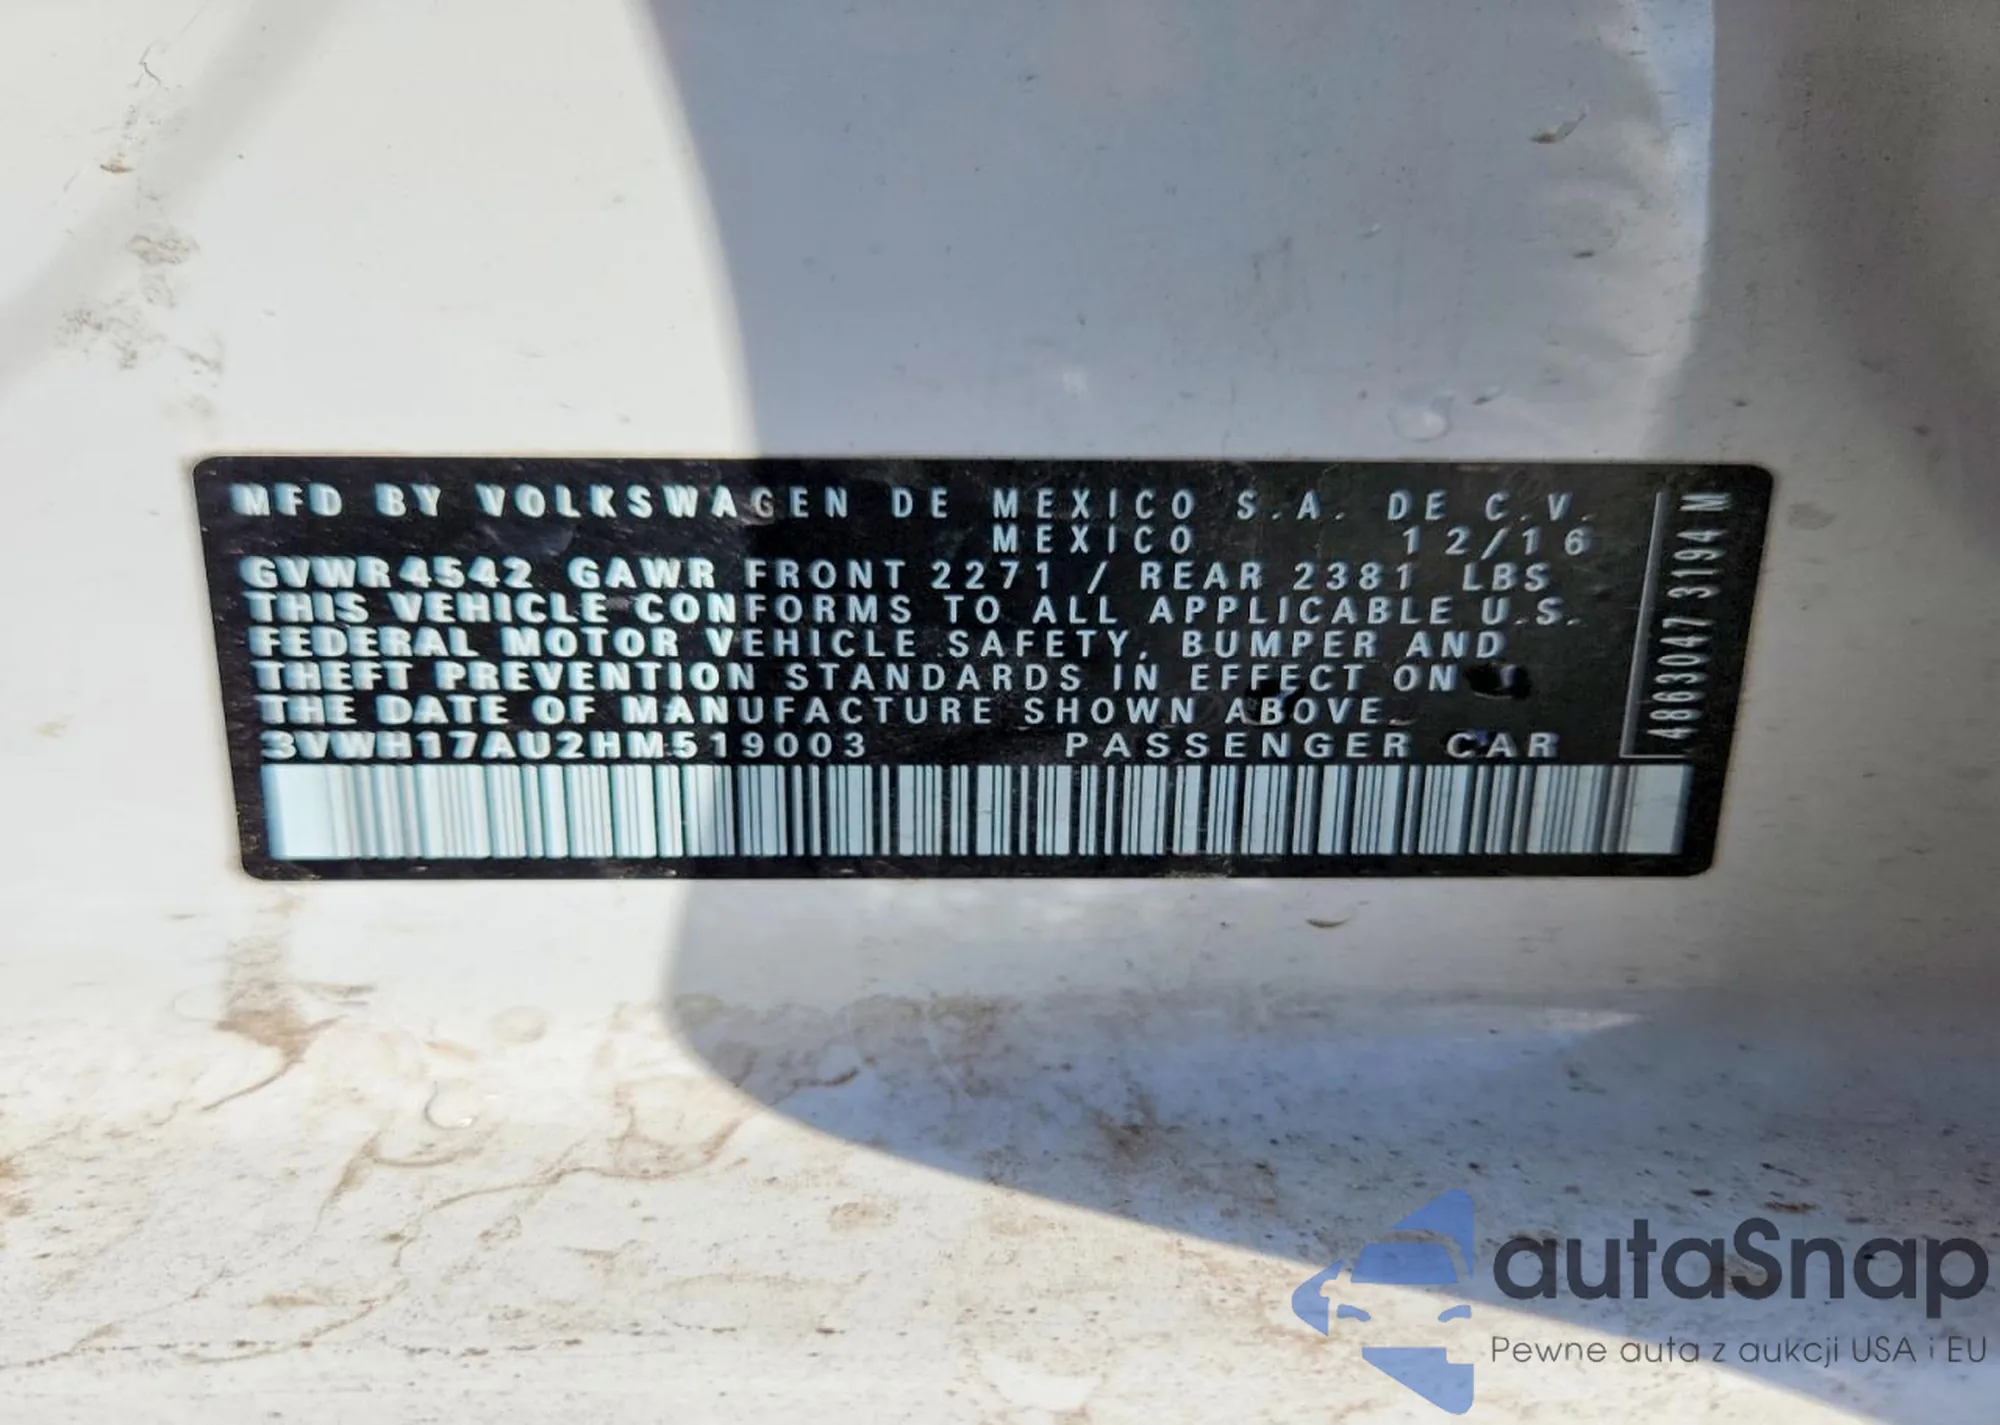 MFD BY VOLKSWAGEN DE MEXICO S.A. DE C.V.
MEXICO 12/16
GVWR 4542 GAWR FRONT 2271 / REAR 2381 LBS
THIS VEHICLE CONFORMS TO ALL APPLICABLE U.S.
FEDERAL MOTOR VEHICLE SAFETY, BUMPER AND
THEFT PREVENTION STANDARDS IN EFFECT ON
THE DATE OF MANUFACTURE SHOWN ABOVE.
3VWH17AU2HM519003 PASSENGER CAR
4863047 3194 M
autaSnap
Pewne auta z aukcji USA i EU